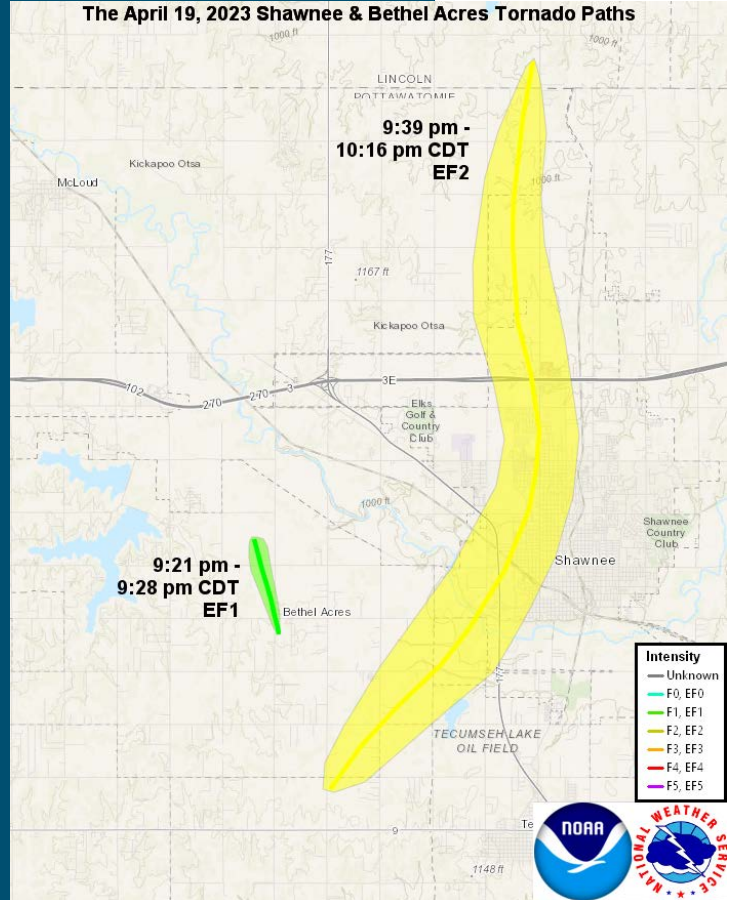 The April 19, 2023 Shawnee & Bethel Acres Tornado Paths
1000 ft
1000 ft
LINCOLN
POTTAWATOMIE
9:39 pm -
10:16 pm CDT
EF2
Kickapoo Otsa
McLoud
1000 ft
177
1167 ft
Kickapoo Otsa
102
270
270
3
3E
Elks
Golf &
Country
Club
1000 ft
Shawnee
Country
Club
Shawnee
9:21 pm -
9:28 pm CDT
EF1
Bethel Acres
177
TECUMSEH LAKE
OIL FIELD
9
Te
1148 ft
Intensity
Unknown
F0, EF0
F1, EF1
F2, EF2
F3, EF3
F4, EF4
F5, EF5
NOAA
NATIONAL WEATHER SERVICE